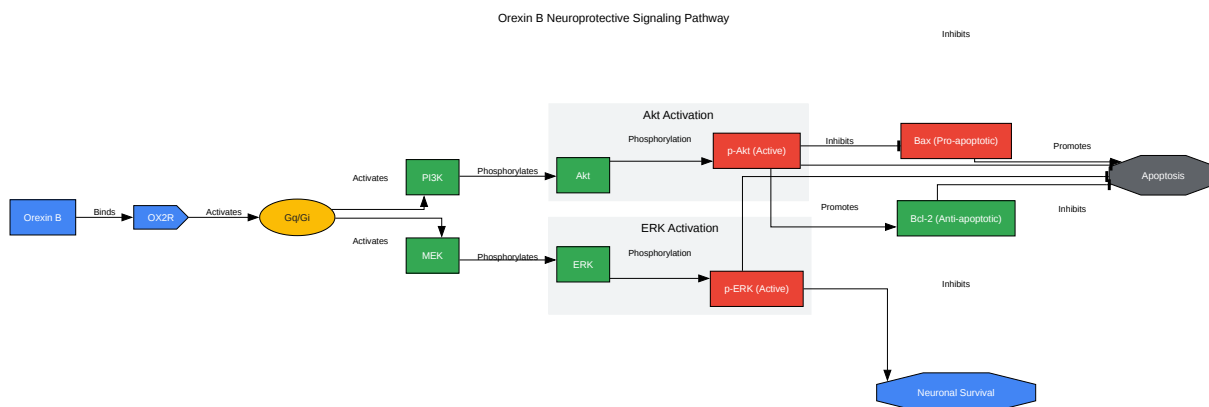 Orexin B Neuroprotective Signaling Pathway
Inhibits
Akt Activation
Phosphorylation
p-Akt (Active)
Inhibits
Bax (Pro-apoptotic)
Promotes
Apoptosis
PI3K
Phosphorylates
Akt
Activates
Orexin B
Binds
OX2R
Activates
Gq/Gi
Promotes
Bcl-2 (Anti-apoptotic)
Inhibits
Activates
MEK
Phosphorylates
ERK Activation
Phosphorylation
ERK
p-ERK (Active)
Inhibits
Neuronal Survival